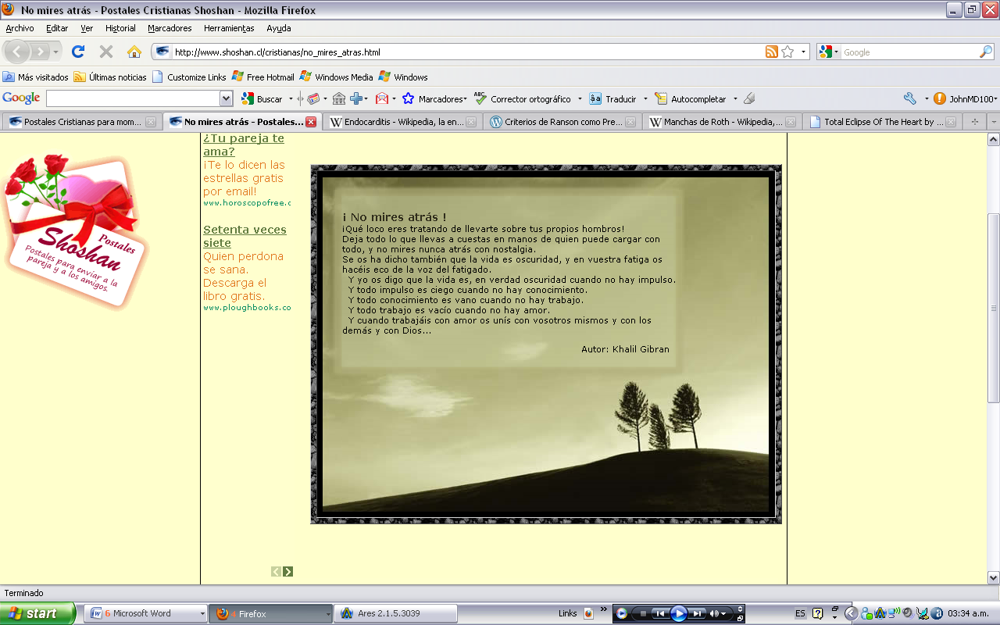 No mires atrás - Postales Cristianas Shoshan - Mozilla Firefox
Archivo Editar Ver Historial Marcadores Herramientas Ayuda
http://www.shoshan.cl/cristianas/no_mires_atras.html
Google
Más visitados Últimas noticias Customize Links Free Hotmail Windows Media Windows
Google Buscar Marcadores ABC Corrector ortográfico âa Traducir Autocompletar JohnMD100
Postales Cristianas para mom... No mires atrás - Postales... W Endocarditis - Wikipedia, la en... Criterios de Ranson como Pre... W Manchas de Roth - Wikipedia,... Total Eclipse Of The Heart by ...
Postales
Shoshan
Postales para enviar a la
pareja y a los amigos.
¿Tu pareja te
ama?
¡Te lo dicen las
estrellas gratis
por email!
www.horoscopofree.c
Setenta veces
siete
Quien perdona
se sana.
Descarga el
libro gratis.
www.ploughbooks.co
¡ No mires atrás !
¡Qué loco eres tratando de llevarte sobre tus propios hombros!
Deja todo lo que llevas a cuestas en manos de quien puede cargar con
todo, y no mires nunca atrás con nostalgia.
Se os ha dicho también que la vida es oscuridad, y en vuestra fatiga os
hacéis eco de la voz del fatigado.
Y yo os digo que la vida es, en verdad oscuridad cuando no hay impulso.
Y todo impulso es ciego cuando no hay conocimiento.
Y todo conocimiento es vano cuando no hay trabajo.
Y todo trabajo es vacío cuando no hay amor.
Y cuando trabajáis con amor os unís con vosotros mismos y con los
demás y con Dios...
Autor: Khalil Gibran
Terminado
start 6 Microsoft Word 4 Firefox Ares 2.1.5.3039 Links » ES 03:34 a.m.